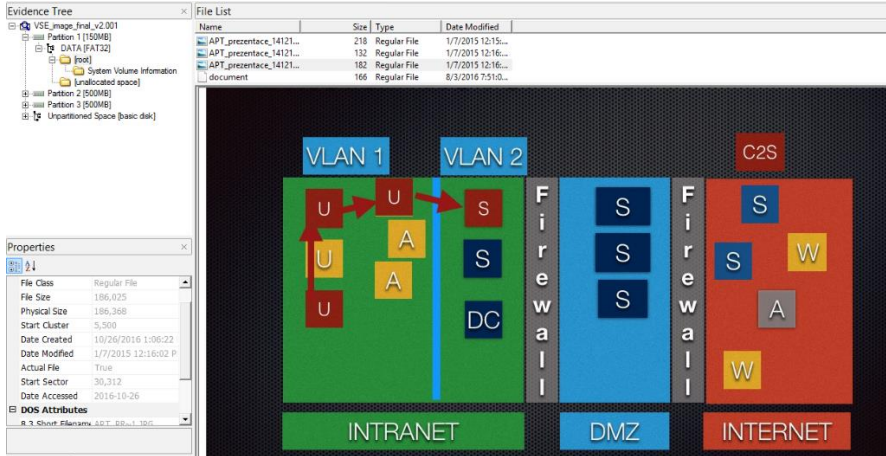 Evidence Tree
VSE_image_final_v2.001
Partition 1 [150MB]
DATA [FAT32]
[root]
System Volume Information
[unallocated space]
Partition 2 [500MB]
Partition 3 [500MB]
Unpartitioned Space [basic disk]
File List
Name Size Type Date Modified
APT_prezentace_14121... 218 Regular File 1/7/2015 12:15:...
APT_prezentace_14121... 132 Regular File 1/7/2015 12:16:...
APT_prezentace_14121... 182 Regular File 1/7/2015 12:16:...
document 166 Regular File 8/3/2016 7:51:0...
Properties
File Class Regular File
File Size 186,025
Physical Size 186,368
Start Cluster 5,500
Date Created 10/26/2016 1:06:22
Date Modified 1/7/2015 12:16:02 P
Actual File True
Start Sector 30,312
Date Accessed 2016-10-26
DOS Attributes
8.3 Short Filename
VLAN 1
VLAN 2
C2S
U
U
S
U
A
A
U
S
DC
Firewall
S
S
S
Firewall
S
S
W
A
W
INTRANET
DMZ
INTERNET